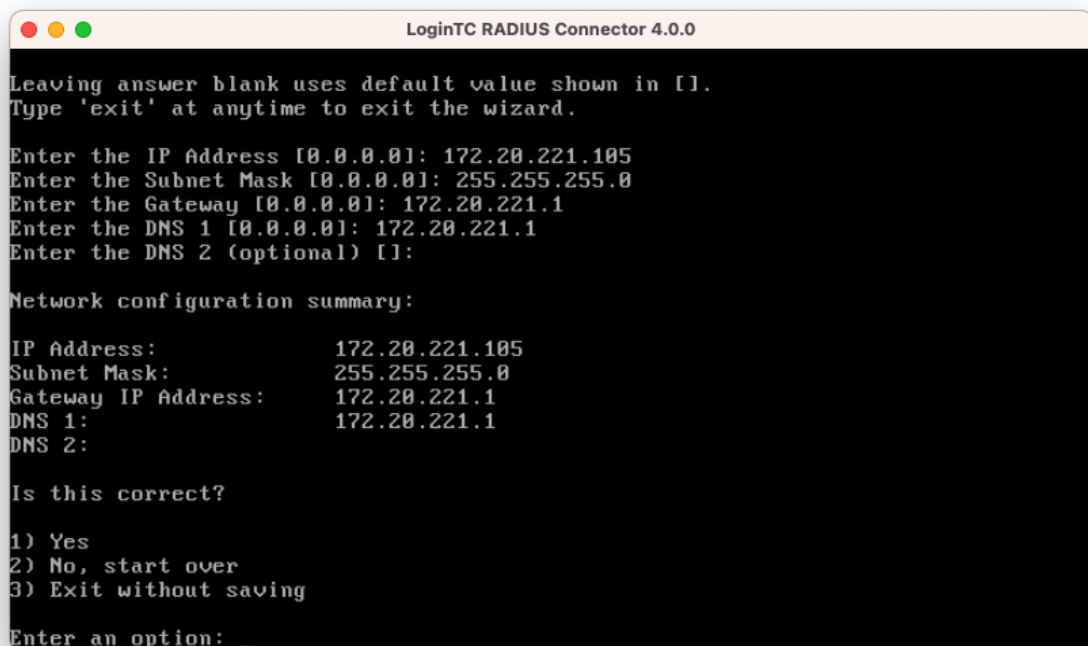 LoginTC RADIUS Connector 4.0.0
Leaving answer blank uses default value shown in [].
Type 'exit' at anytime to exit the wizard.
Enter the IP Address [0.0.0.0]: 172.20.221.105
Enter the Subnet Mask [0.0.0.0]: 255.255.255.0
Enter the Gateway [0.0.0.0]: 172.20.221.1
Enter the DNS 1 [0.0.0.0]: 172.20.221.1
Enter the DNS 2 (optional) []:
Network configuration summary:
IP Address: 172.20.221.105
Subnet Mask: 255.255.255.0
Gateway IP Address: 172.20.221.1
DNS 1: 172.20.221.1
DNS 2:
Is this correct?
1) Yes
2) No, start over
3) Exit without saving
Enter an option: _